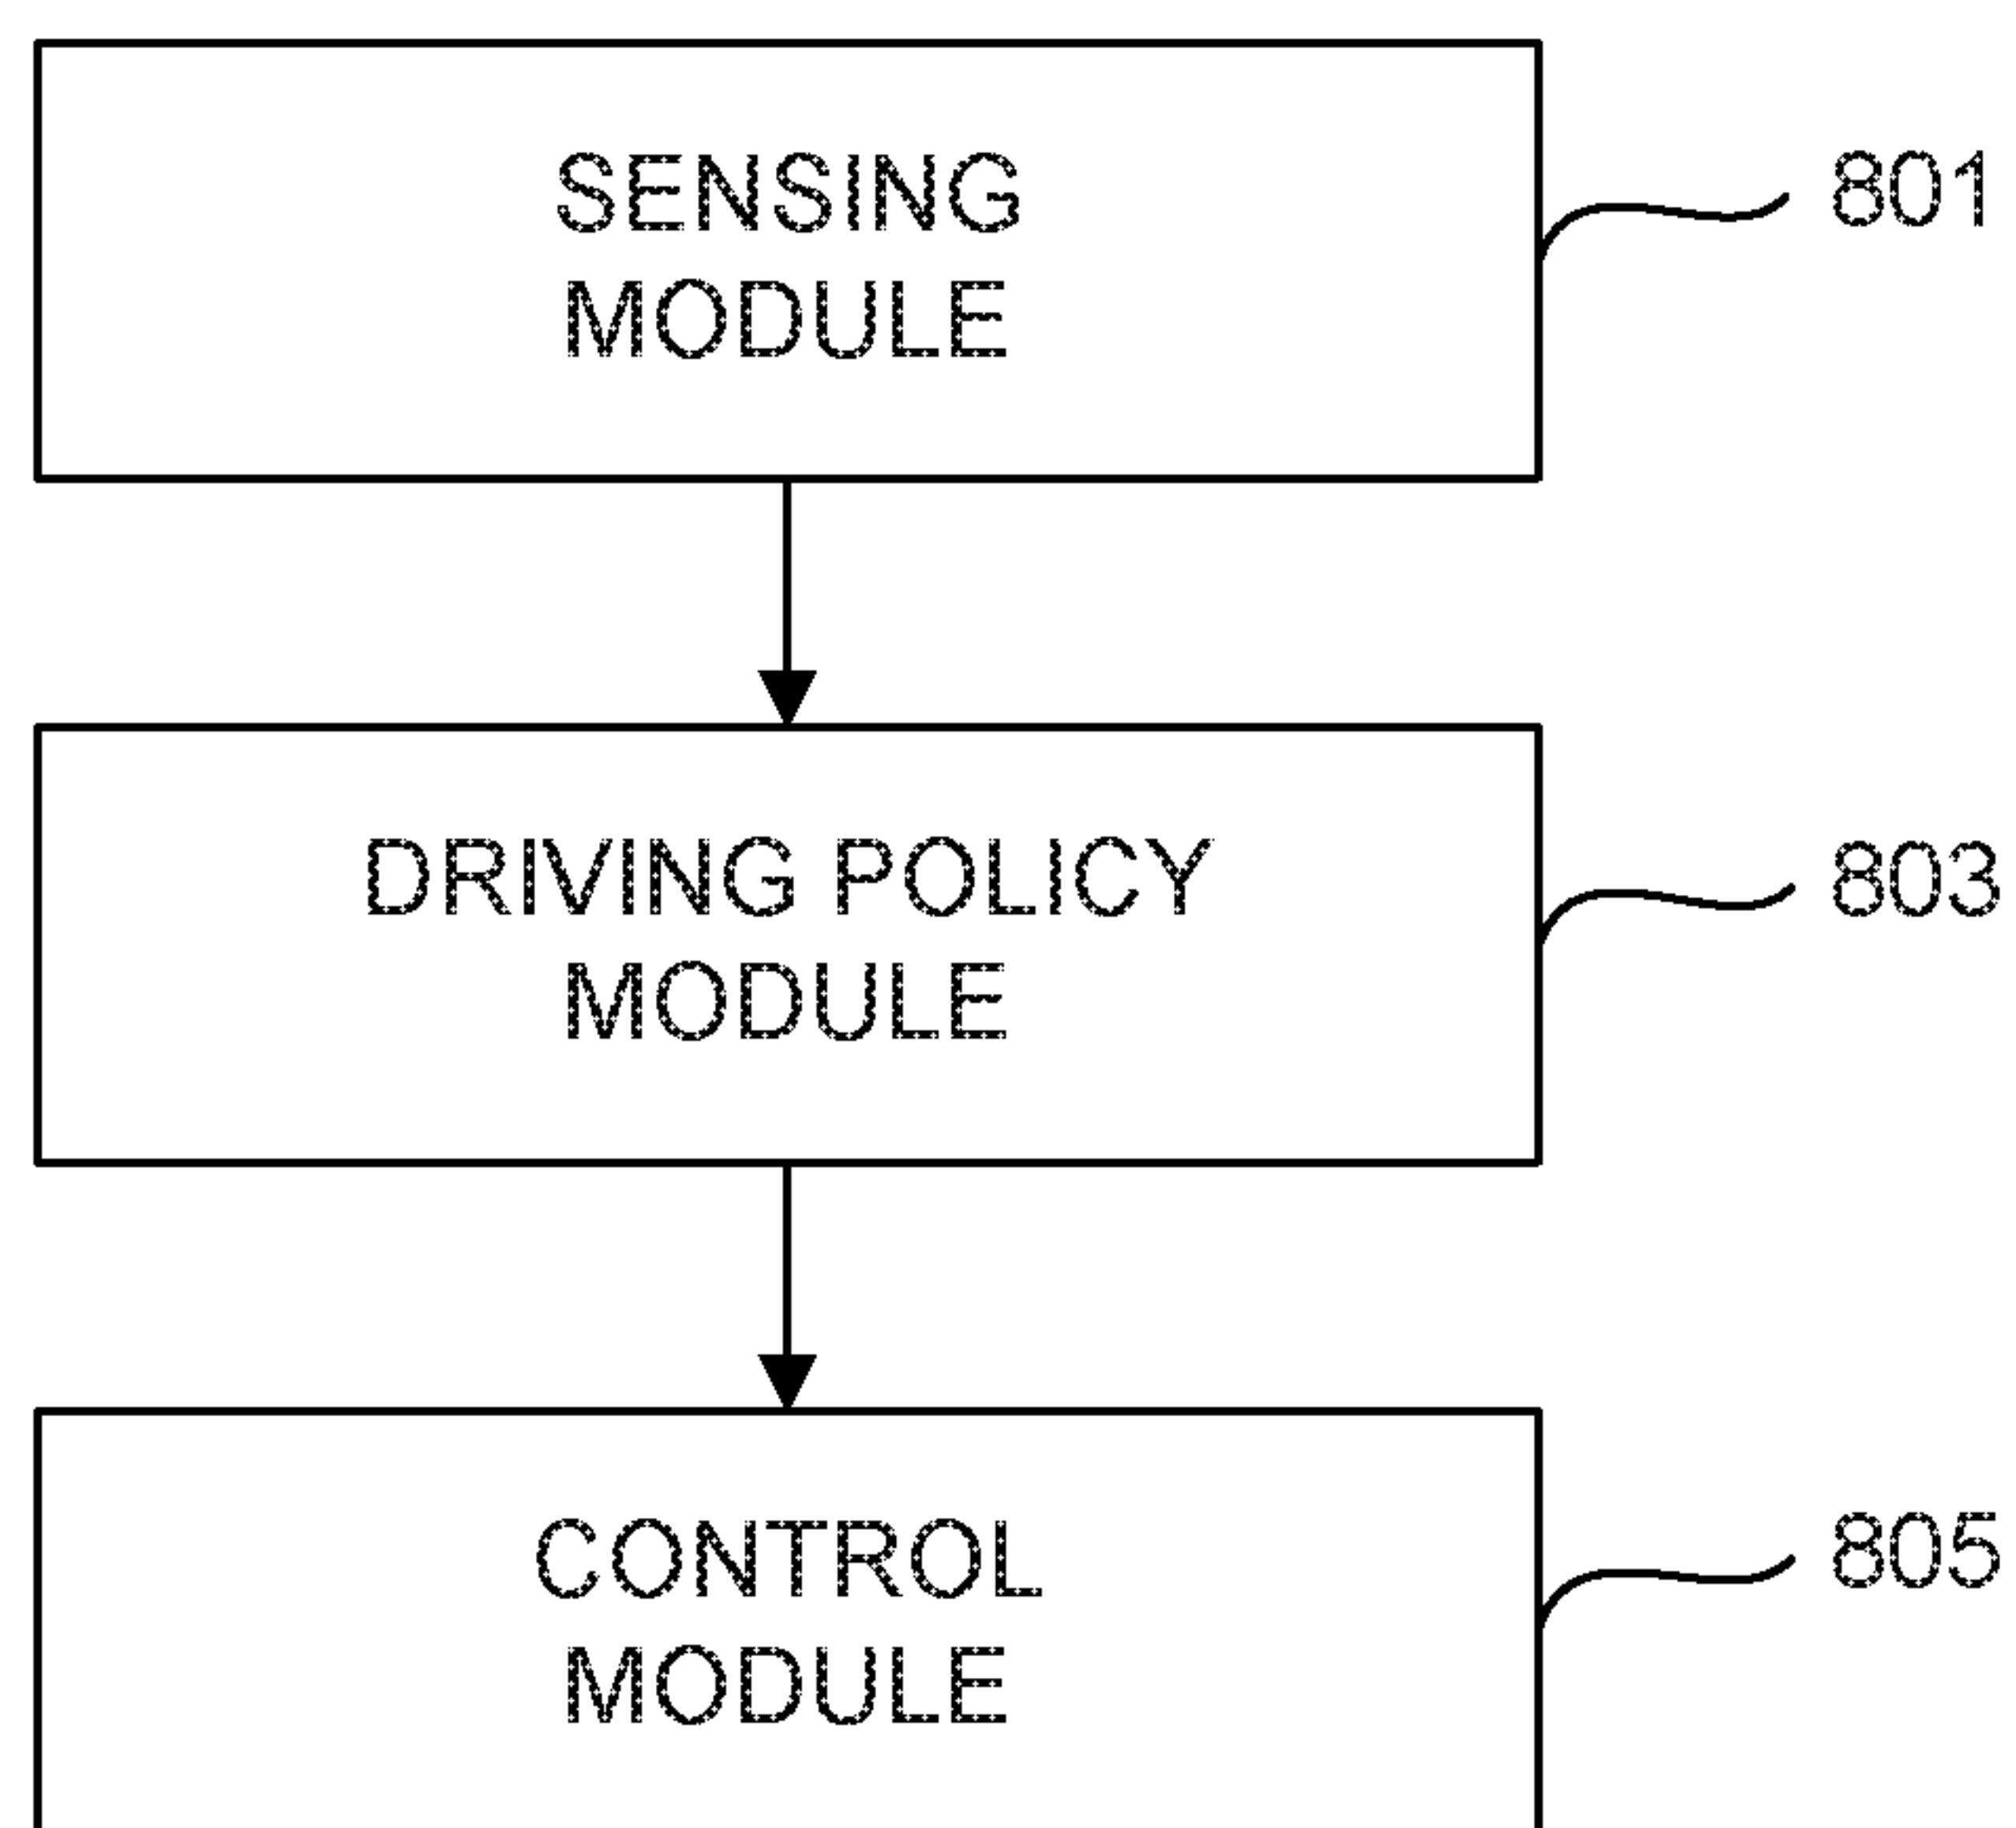 SENSING
MODULE
801
DRIVING POLICY
MODULE
803
CONTROL
MODULE
805